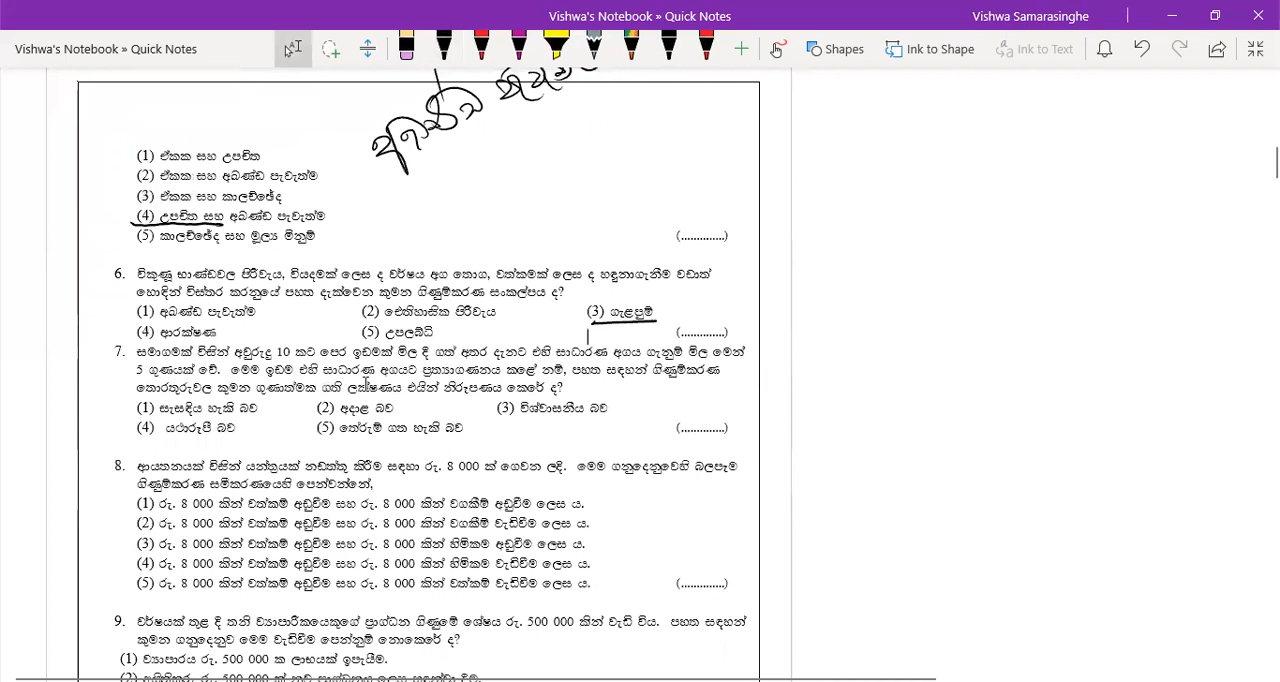 Vishwa's Notebook » Quick Notes
Vishwa Samarasinghe
Vishwa's Notebook » Quick Notes
Shapes
Ink to Shape
Ink to Text
(1) ඒකක සහ උපචිත
(2) ඒකක සහ අඛණ්ඩ පැවැත්ම
(3) ඒකක සහ කාලච්ඡේද
(4) උපචිත සහ අඛණ්ඩ පැවැත්ම
(5) කාලච්ඡේද සහ මූල්‍ය මිනුම් (.............)
6. විකුණූ භාණ්ඩවල පිරිවැය, වියදමක් ලෙස ද වර්ෂය අග තොග, වත්කමක් ලෙස ද හඳුනාගැනීම වඩාත්
හොඳින් විස්තර කරනුයේ පහත දැක්වෙන කුමන ගිණුම්කරණ සංකල්පය ද?
(1) අඛණ්ඩ පැවැත්ම (2) ඓතිහාසික පිරිවැය (3) ගැළපුම්
(4) ආරක්ෂණ (5) උපලබ්ධි (.............)
7. සමාගමක් විසින් අවුරුදු 10 කට පෙර ඉඩමක් මිල දී ගත් අතර දැනට එහි සාධාරණ අගය ගැනුම් මිල මෙන්
5 ගුණයක් වේ. මෙම ඉඩම එහි සාධාරණ අගයට ප්‍රත්‍යාගණනය කළේ නම්, පහත සඳහන් ගිණුම්කරණ
තොරතුරුවල කුමන ගුණාත්මක ගති ලක්ෂණය එයින් නිරූපණය කෙරේ ද?
(1) සැසඳිය හැකි බව (2) අදාළ බව (3) විශ්වාසනීය බව
(4) යථාරූපී බව (5) තේරුම් ගත හැකි බව (.............)
8. ආයතනයක් විසින් යන්ත්‍රයක් නඩත්තු කිරීම සඳහා රු. 8 000 ක් ගෙවන ලදි. මෙම ගනුදෙනුවෙහි බලපෑම
ගිණුම්කරණ සමීකරණයෙහි පෙන්වන්නේ,
(1) රු. 8 000 කින් වත්කම් අඩුවීම සහ රු. 8 000 කින් වගකීම් අඩුවීම ලෙස ය.
(2) රු. 8 000 කින් වත්කම් අඩුවීම සහ රු. 8 000 කින් වගකීම් වැඩිවීම ලෙස ය.
(3) රු. 8 000 කින් වත්කම් අඩුවීම සහ රු. 8 000 කින් හිමිකම අඩුවීම ලෙස ය.
(4) රු. 8 000 කින් වත්කම් අඩුවීම සහ රු. 8 000 කින් හිමිකම වැඩිවීම ලෙස ය.
(5) රු. 8 000 කින් වත්කම් අඩුවීම සහ රු. 8 000 කින් වත්කම් වැඩිවීම ලෙස ය. (.............)
9. වර්ෂයක් තුළ දී තනි ව්‍යාපාරිකයෙකුගේ ප්‍රාග්ධන ගිණුමේ ශේෂය රු. 500 000 කින් වැඩි විය. පහත සඳහන්
කුමන ගනුදෙනුව මෙම වැඩිවීම පෙන්නුම් නොකෙරේ ද?
(1) ව්‍යාපාරය රු. 500 000 ක ලාභයක් ඉපැයීම.